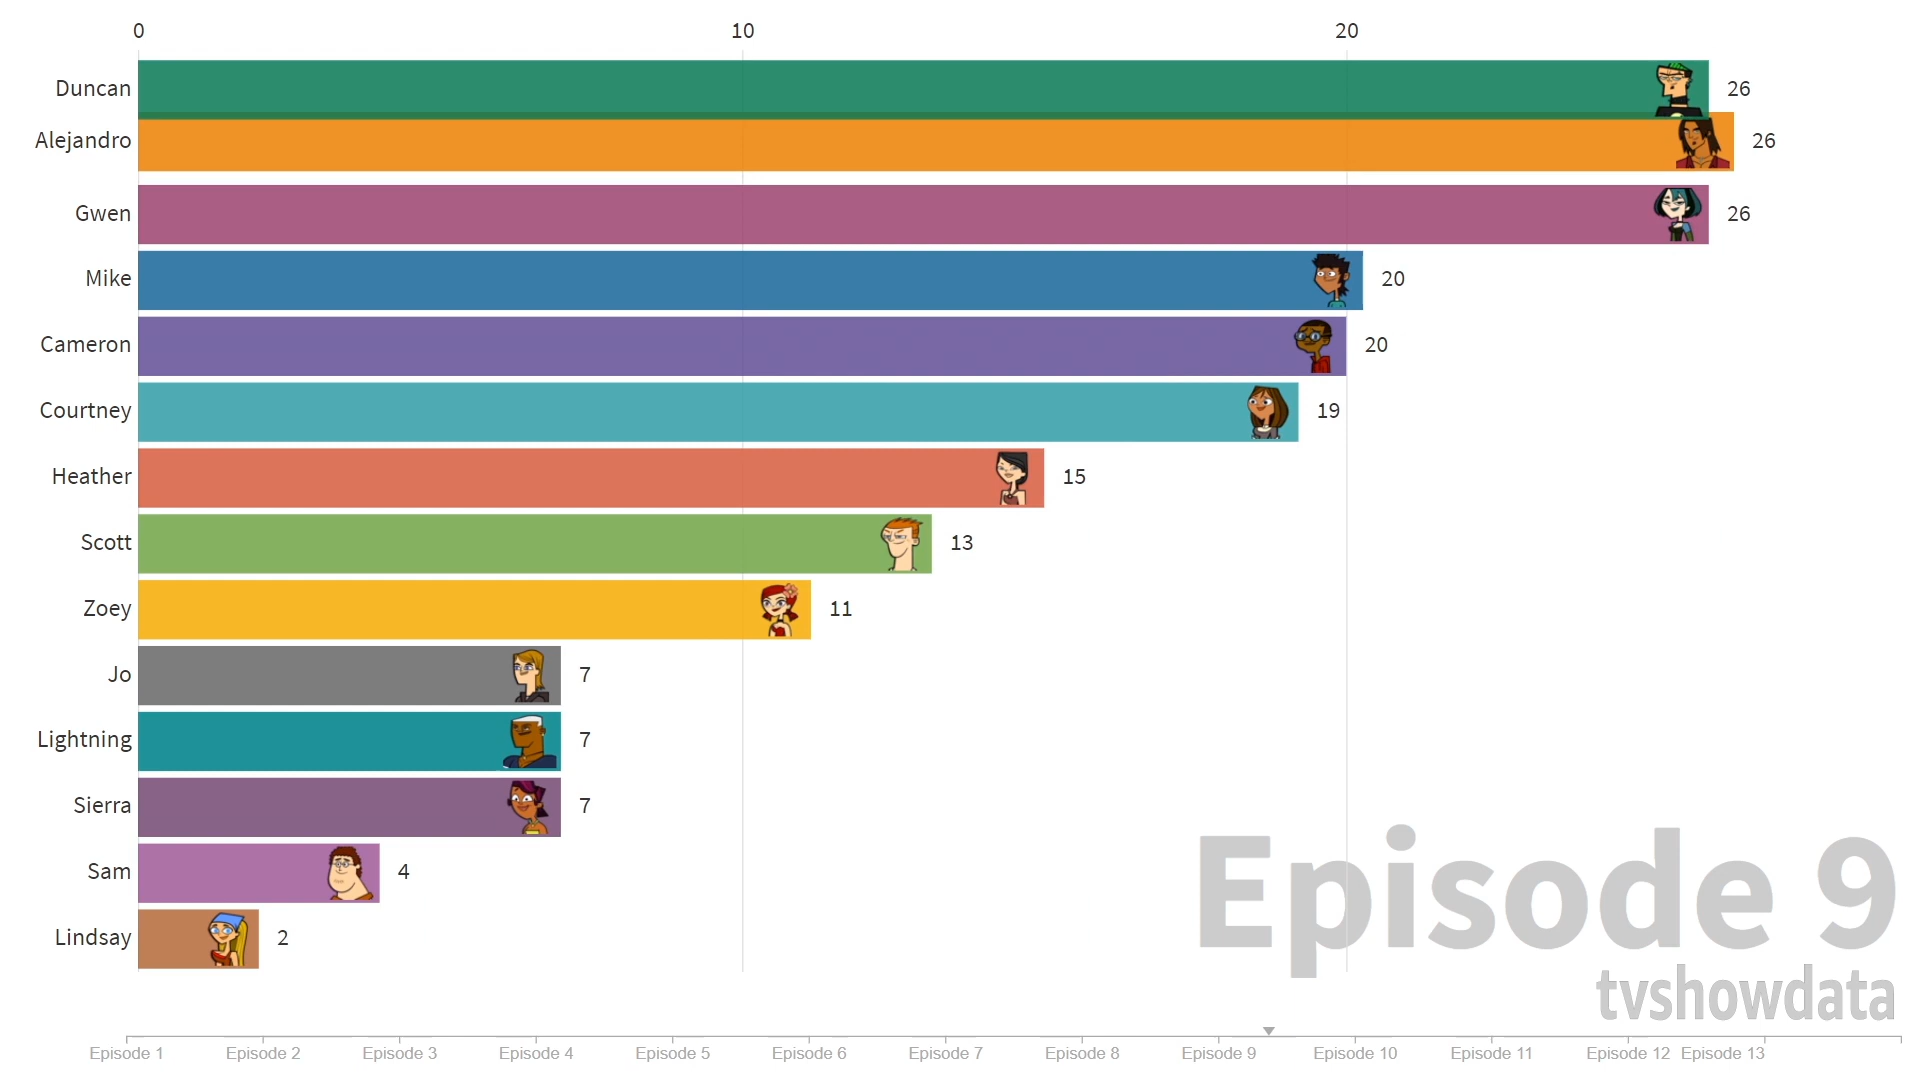 0 10 20
Duncan 26
Alejandro 26
Gwen 26
Mike 20
Cameron 20
Courtney 19
Heather 15
Scott 13
Zoey 11
Jo 7
Lightning 7
Sierra 7
Sam 4
Lindsay 2
Episode 9
tvshowdata
Episode 1 Episode 2 Episode 3 Episode 4 Episode 5 Episode 6 Episode 7 Episode 8 Episode 9 Episode 10 Episode 11 Episode 12 Episode 13